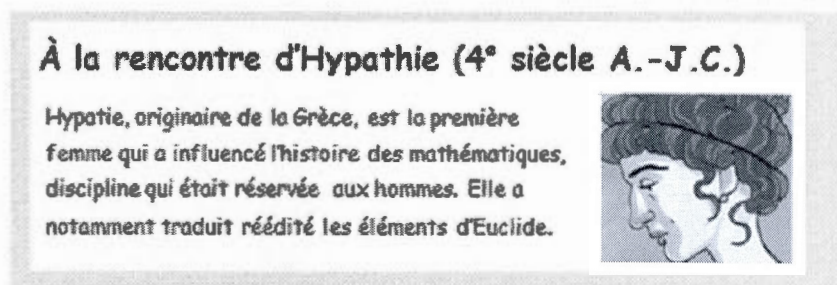 À la rencontre d'Hypathie (4e siècle A.-J.C.)
Hypatie, originaire de la Grèce, est la première
femme qui a influencé l'histoire des mathématiques,
discipline qui était réservée aux hommes. Elle a
notamment traduit réédité les éléments d'Euclide.